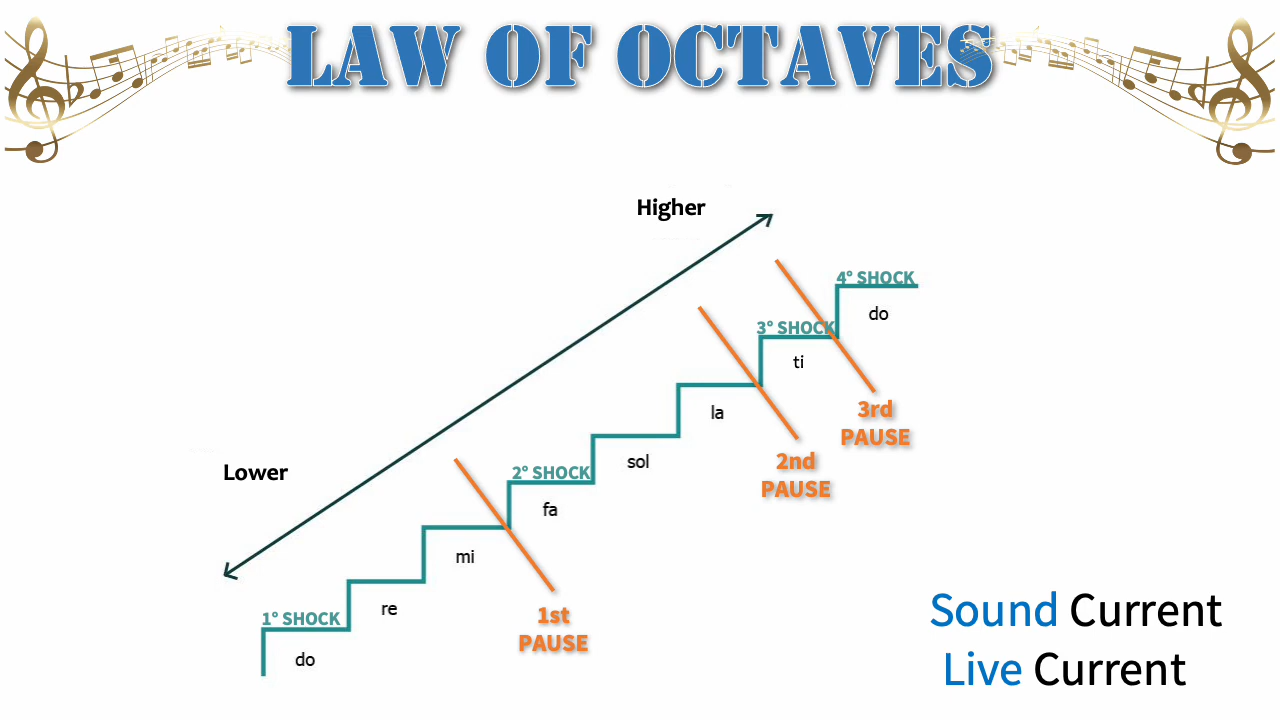 LAW OF OCTAVES
Higher
4° SHOCK
do
3° SHOCK
ti
3rd
PAUSE
la
2nd
PAUSE
sol
Lower
2° SHOCK
fa
mi
1st
PAUSE
re
1° SHOCK
do
Sound Current
Live Current